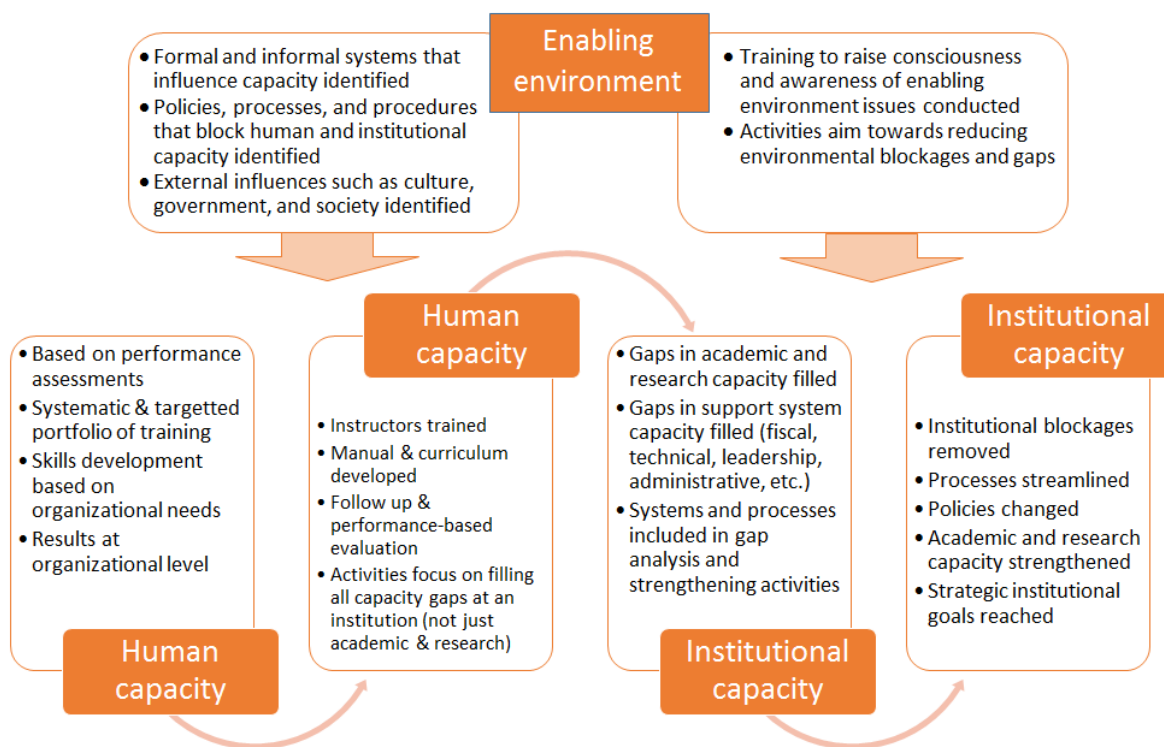 Enabling
environment
• Formal and informal systems that
influence capacity identified
• Policies, processes, and procedures
that block human and institutional
capacity identified
• External influences such as culture,
government, and society identified
• Training to raise consciousness
and awareness of enabling
environment issues conducted
• Activities aim towards reducing
environmental blockages and gaps
• Based on performance
assessments
• Systematic & targetted
portfolio of training
• Skills development
based on
organizational needs
• Results at
organizational level
Human
capacity
Human
capacity
• Instructors trained
• Manual & curriculum
developed
• Follow up &
performance-based
evaluation
• Activities focus on filling
all capacity gaps at an
institution (not just
academic & research)
• Gaps in academic and
research capacity filled
• Gaps in support system
capacity filled (fiscal,
technical, leadership,
administrative, etc.)
• Systems and processes
included in gap
analysis and
strengthening activities
Institutional
capacity
Institutional
capacity
• Institutional blockages
removed
• Processes streamlined
• Policies changed
• Academic and research
capacity strengthened
• Strategic institutional
goals reached